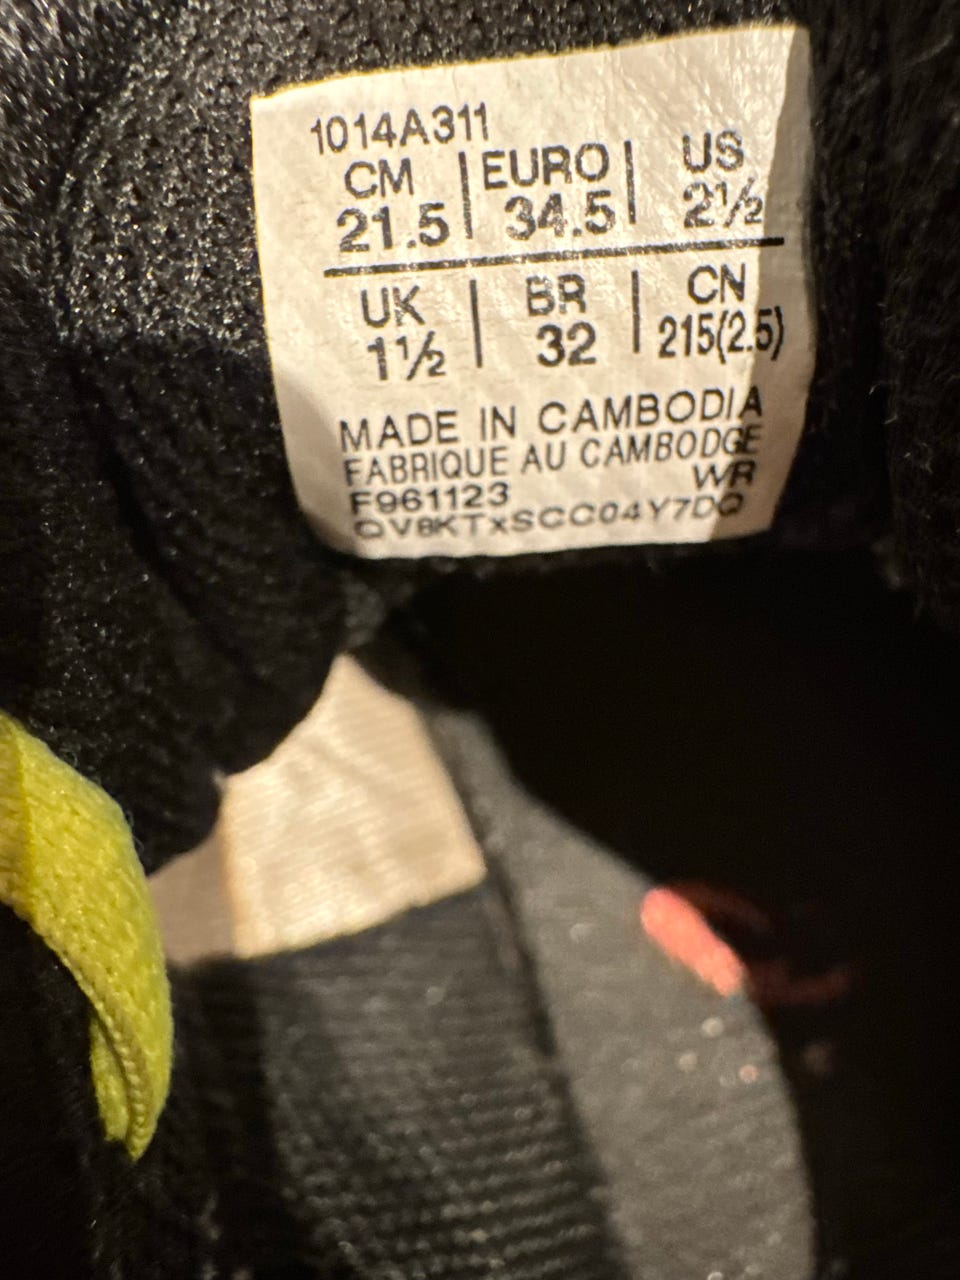 1014A311
CM | EURO | US
21.5 | 34.5 | 2½
UK | BR | CN
1½ | 32 | 215(2.5)
MADE IN CAMBODIA
FABRIQUE AU CAMBODGE
WR
F961123
QV8KTxSCC04Y7DQ